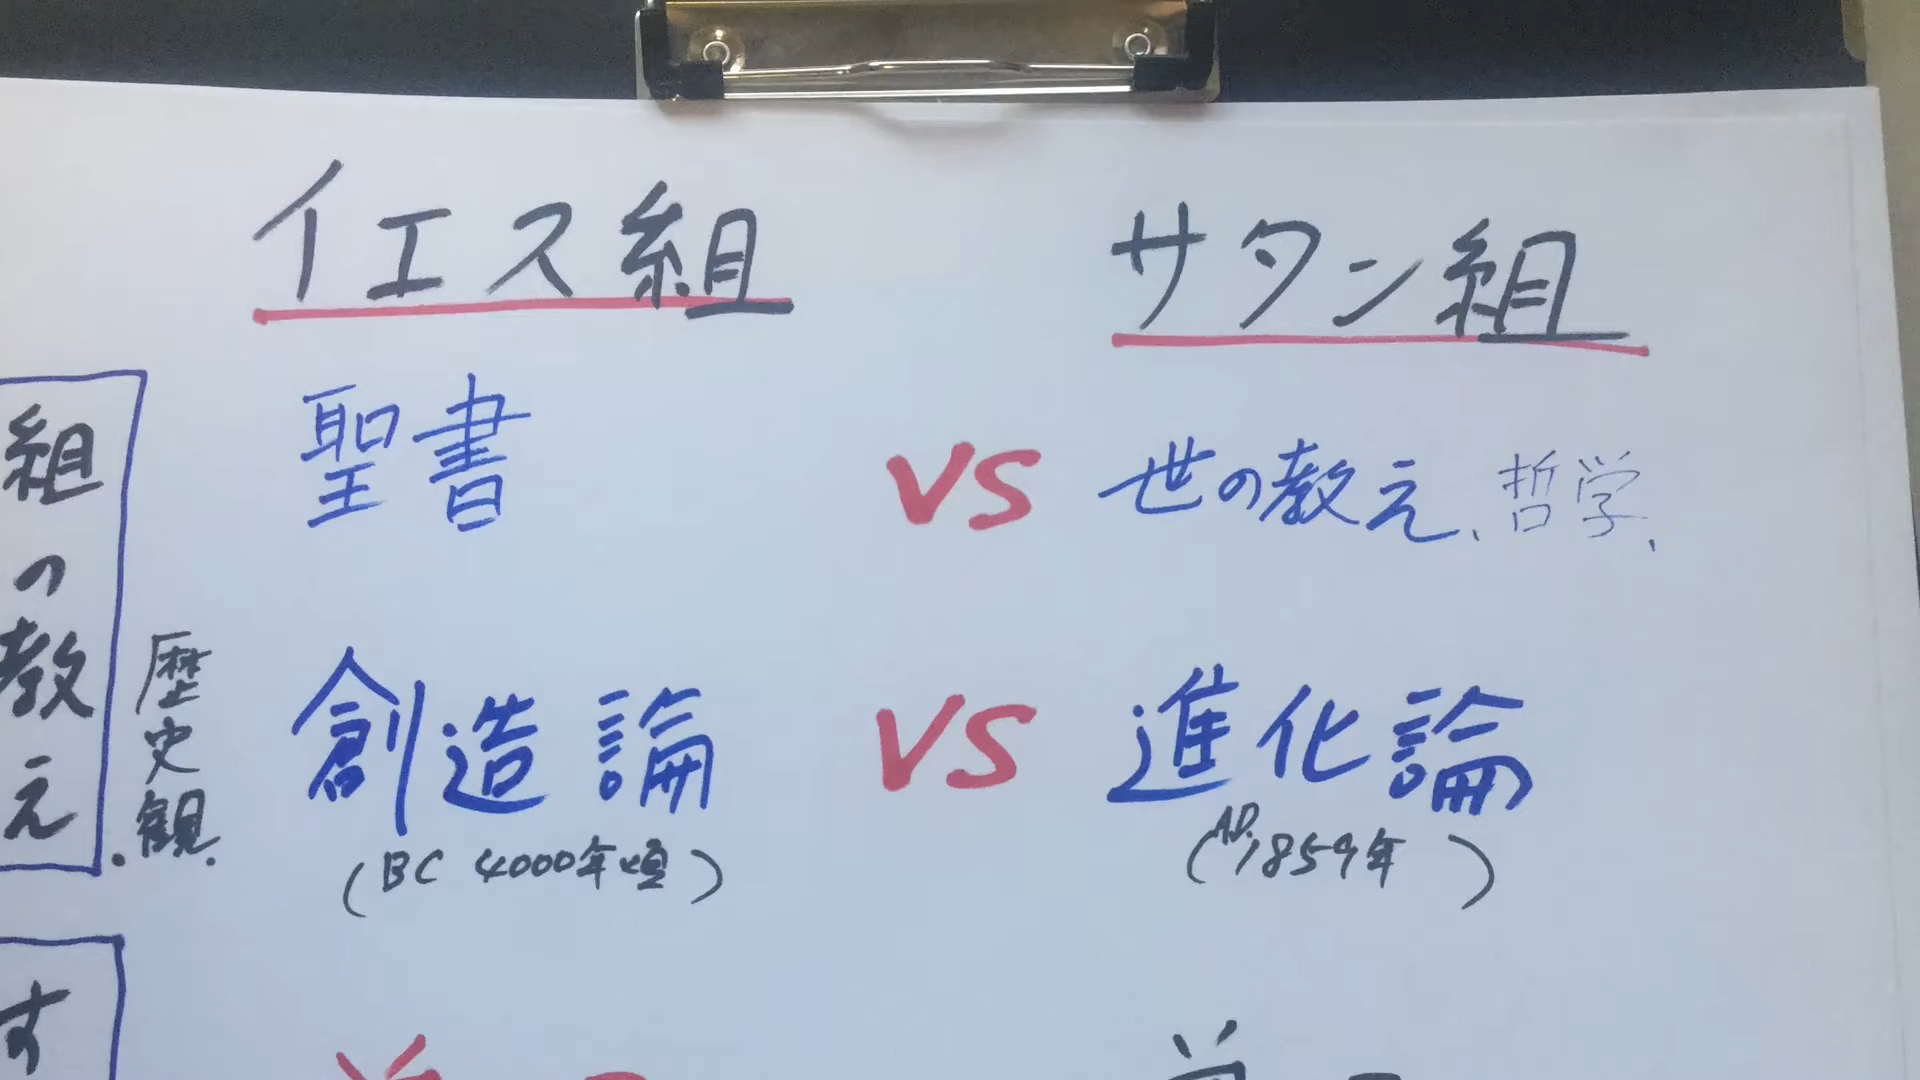 イエス組
サタン組
組の教え
聖書 VS 世の教え、哲学、
・歴史観・
創造論 VS 進化論
(BC 4000年頃)
(AD, 1859年)
す